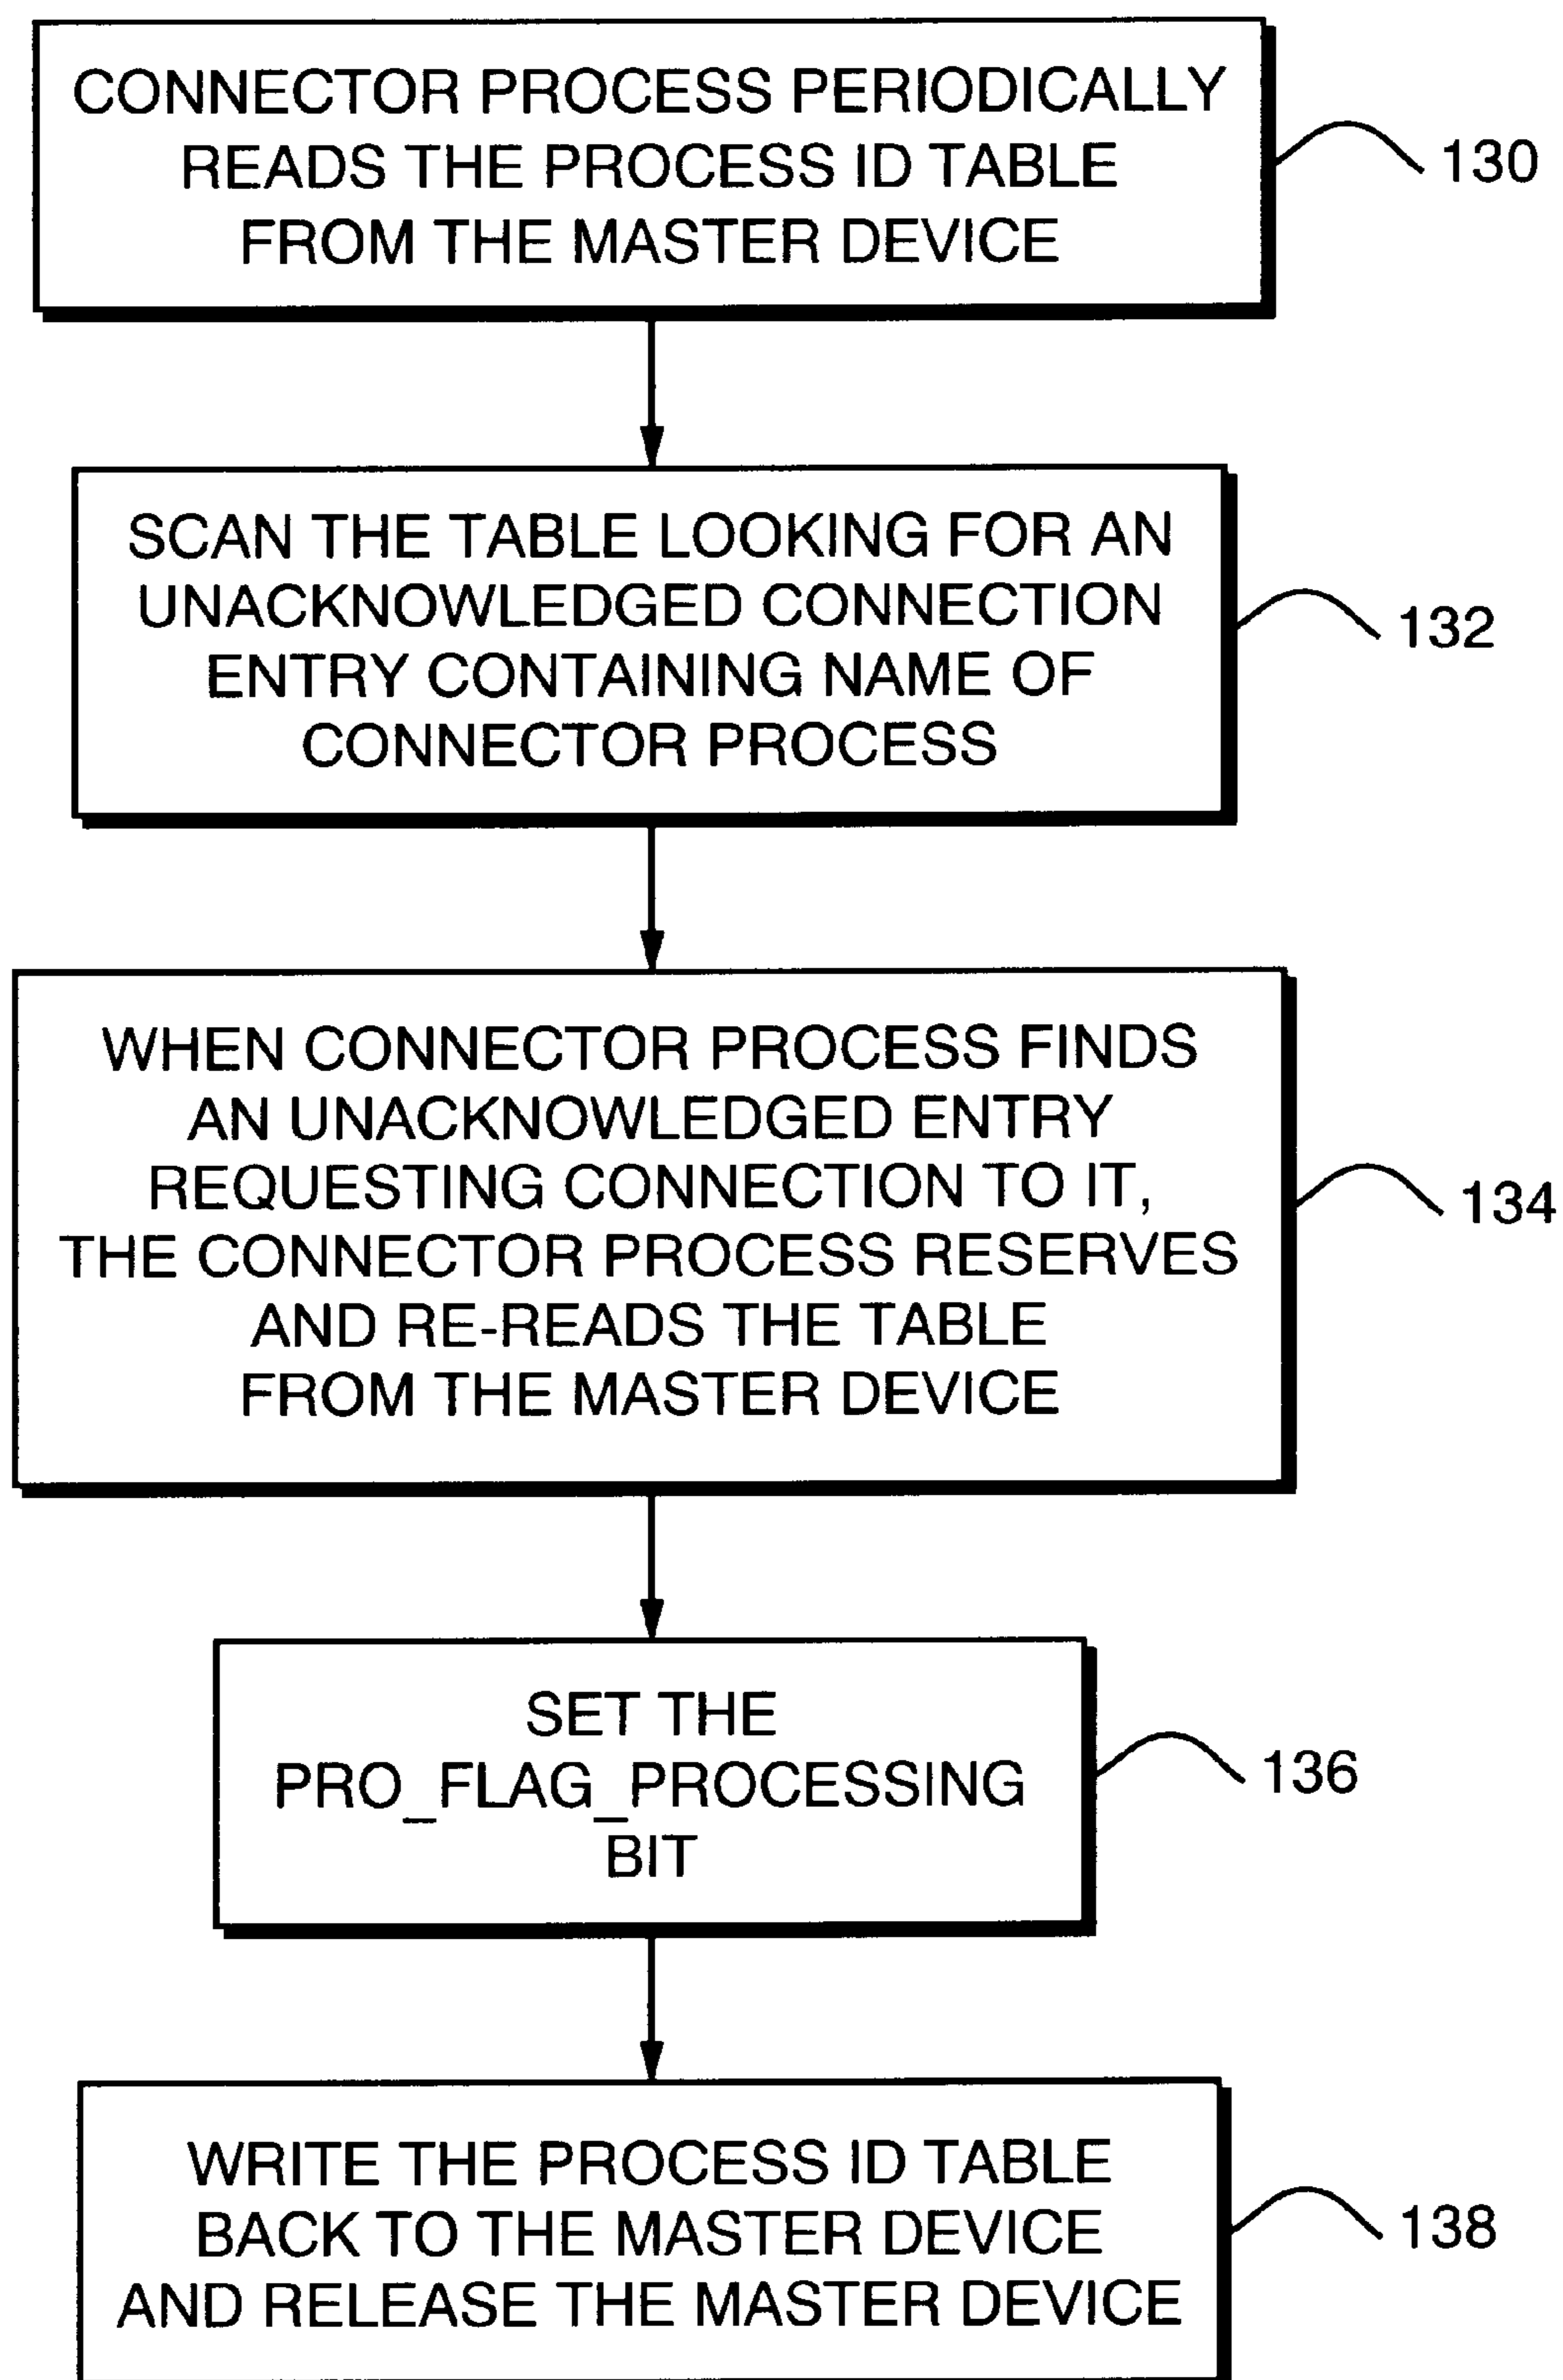 CONNECTOR PROCESS PERIODICALLY
READS THE PROCESS ID TABLE
FROM THE MASTER DEVICE
130
SCAN THE TABLE LOOKING FOR AN
UNACKNOWLEDGED CONNECTION
ENTRY CONTAINING NAME OF
CONNECTOR PROCESS
132
WHEN CONNECTOR PROCESS FINDS
AN UNACKNOWLEDGED ENTRY
REQUESTING CONNECTION TO IT,
THE CONNECTOR PROCESS RESERVES
AND RE-READS THE TABLE
FROM THE MASTER DEVICE
134
SET THE
PRO_FLAG_PROCESSING
BIT
136
WRITE THE PROCESS ID TABLE
BACK TO THE MASTER DEVICE
AND RELEASE THE MASTER DEVICE
138